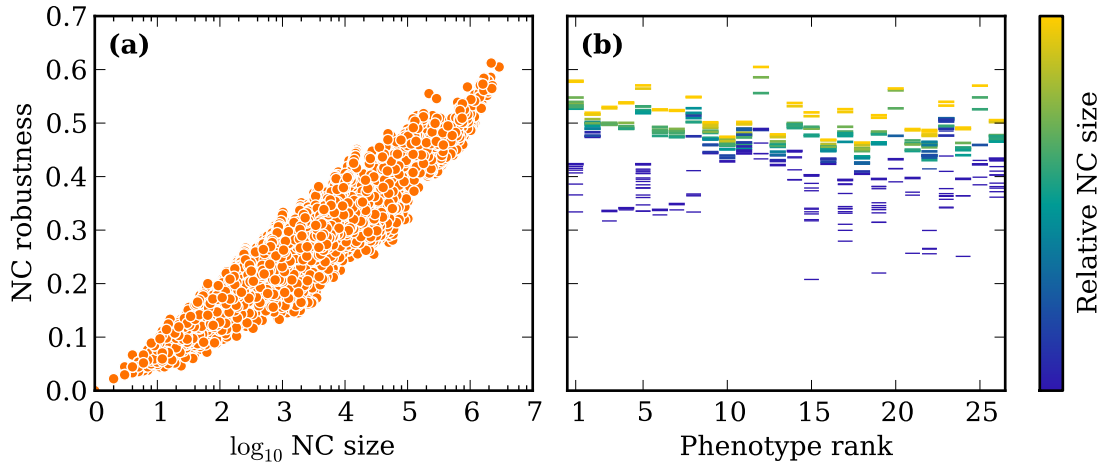 (a)
NC robustness
0.7
0.6
0.5
0.4
0.3
0.2
0.1
0.0
0 1 2 3 4 5 6 7
log10 NC size
(b)
1 5 10 15 20 25
Phenotype rank
Relative NC size